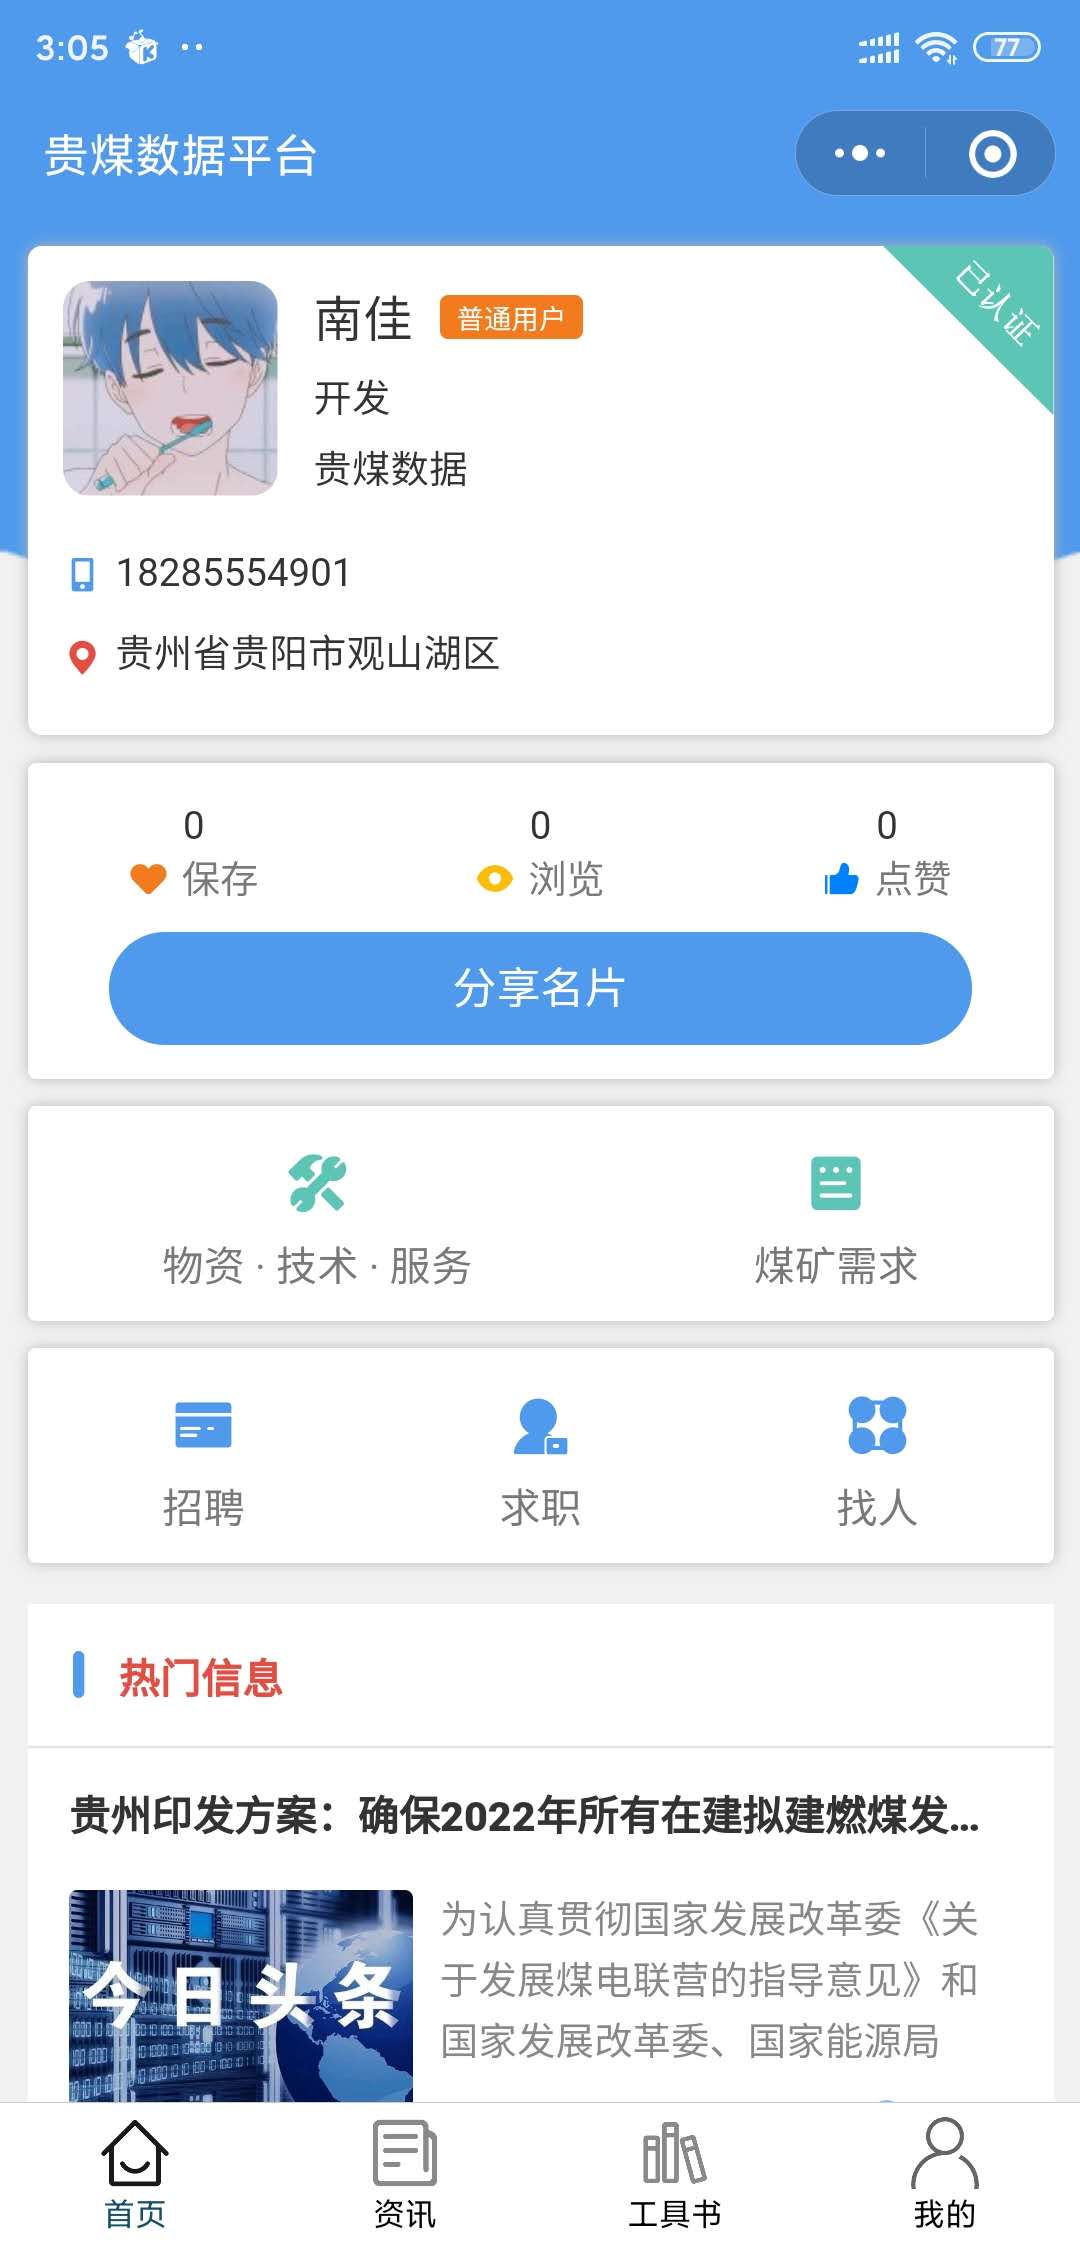 3:05
77
贵煤数据平台
已认证
南佳 普通用户
开发
贵煤数据
18285554901
贵州省贵阳市观山湖区
0 0 0
保存 浏览 点赞
分享名片
物资 · 技术 · 服务 煤矿需求
招聘 求职 找人
热门信息
贵州印发方案：确保2022年所有在建拟建燃煤发...
今日头条
为认真贯彻国家发展改革委《关
于发展煤电联营的指导意见》和
国家发展改革委、国家能源局
首页 资讯 工具书 我的